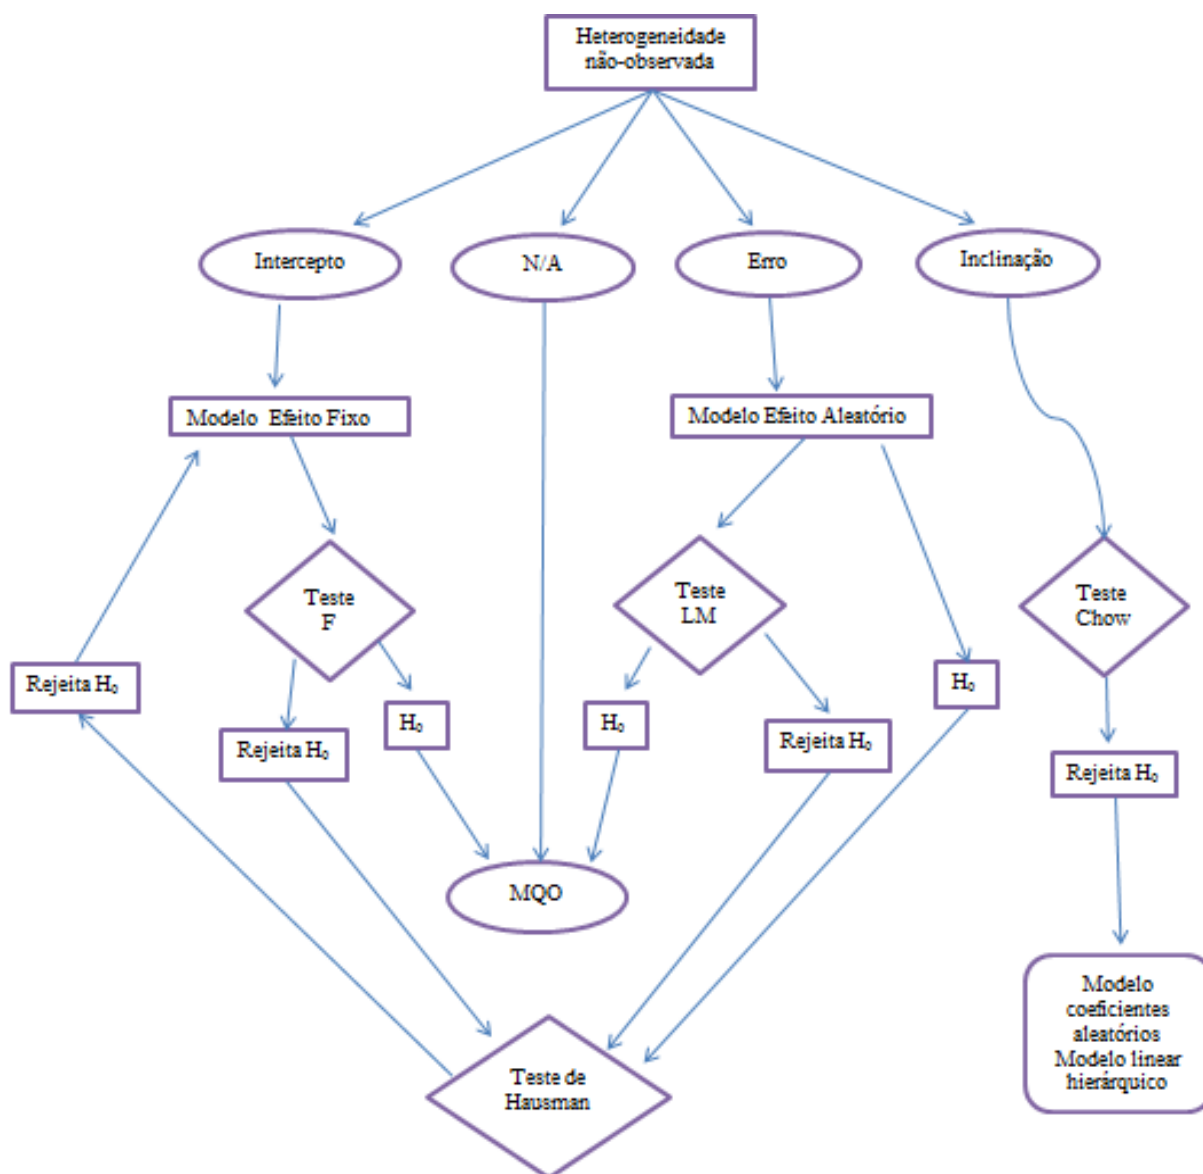 Heterogeneidade
não-observada
Intercepto
N/A
Erro
Inclinação
Modelo Efeito Fixo
Modelo Efeito Aleatório
Teste
F
Teste
LM
Teste
Chow
Rejeita H₀
Rejeita H₀
H₀
H₀
Rejeita H₀
H₀
Rejeita H₀
MQO
Teste de
Hausman
Modelo
coeficientes
aleatórios
Modelo linear
hierárquico